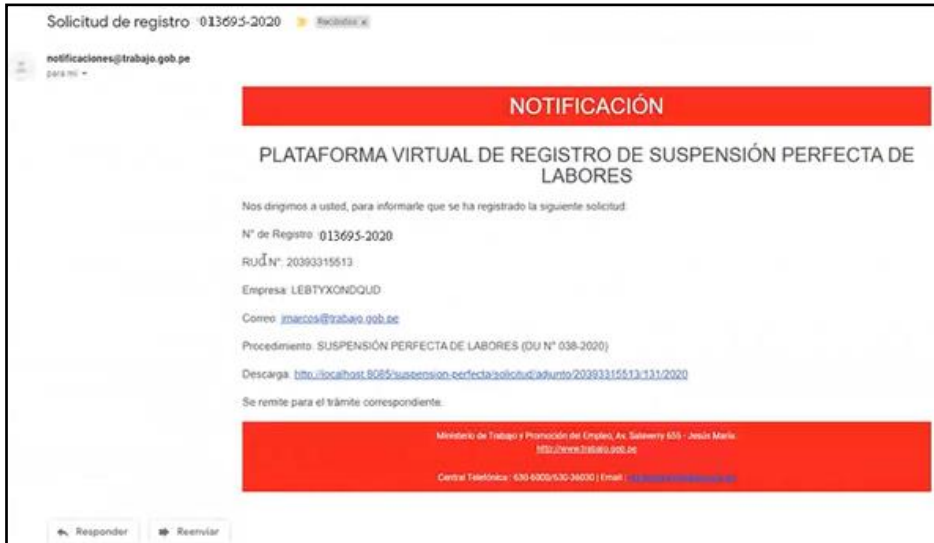 Solicitud de registro 013695-2020 Recibidos x
notificaciones@trabajo.gob.pe
para mí
NOTIFICACIÓN
PLATAFORMA VIRTUAL DE REGISTRO DE SUSPENSIÓN PERFECTA DE
LABORES
Nos dirigimos a usted, para informarle que se ha registrado la siguiente solicitud
N° de Registro: 013695-2020
N°: 20393315513
Empresa: LEBTYXONDQUD
Correo: jmarcos@trabajo.gob.pe
Procedimiento: SUSPENSIÓN PERFECTA DE LABORES (DU N° 038-2020)
Descarga: http://localhost:8085/suspension-perfecta/solicitud/adjunto/20393315513/131/2020
Se remite para el trámite correspondiente.
Ministerio de Trabajo y Promoción del Empleo, Av. Salaverry 655 - Jesús María.
http://www.trabajo.gob.pe
Central Telefónica : 630-6000/630-36030 | Email :
Responder Reenviar